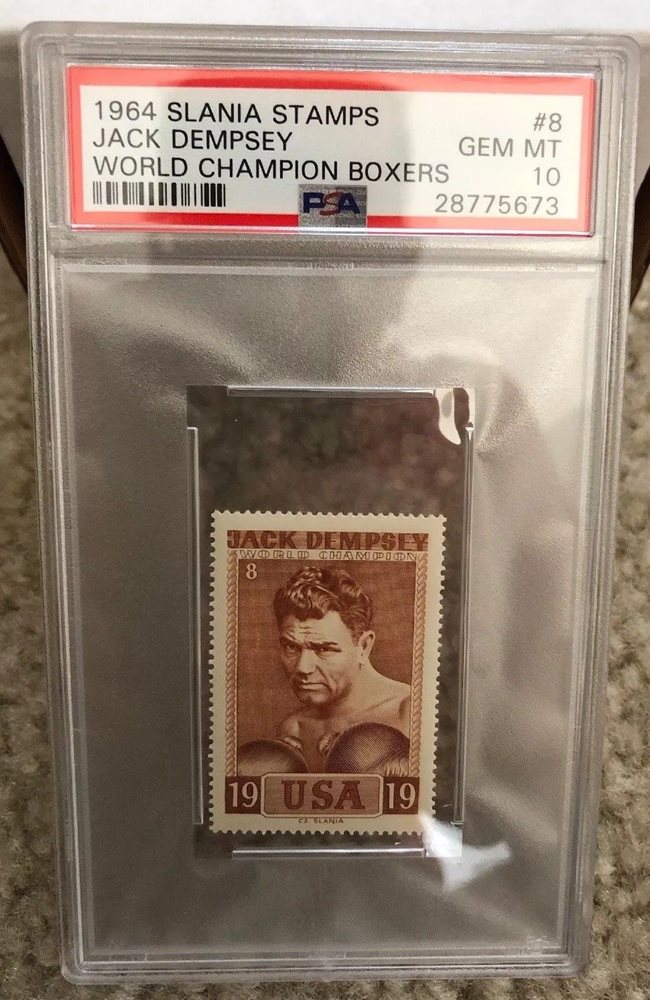 1964 SLANIA STAMPS #8
JACK DEMPSEY GEM MT
WORLD CHAMPION BOXERS 10
PSA 28775673
JACK DEMPSEY
WORLD CHAMPION
8
19 USA 19
CZ. SLANIA